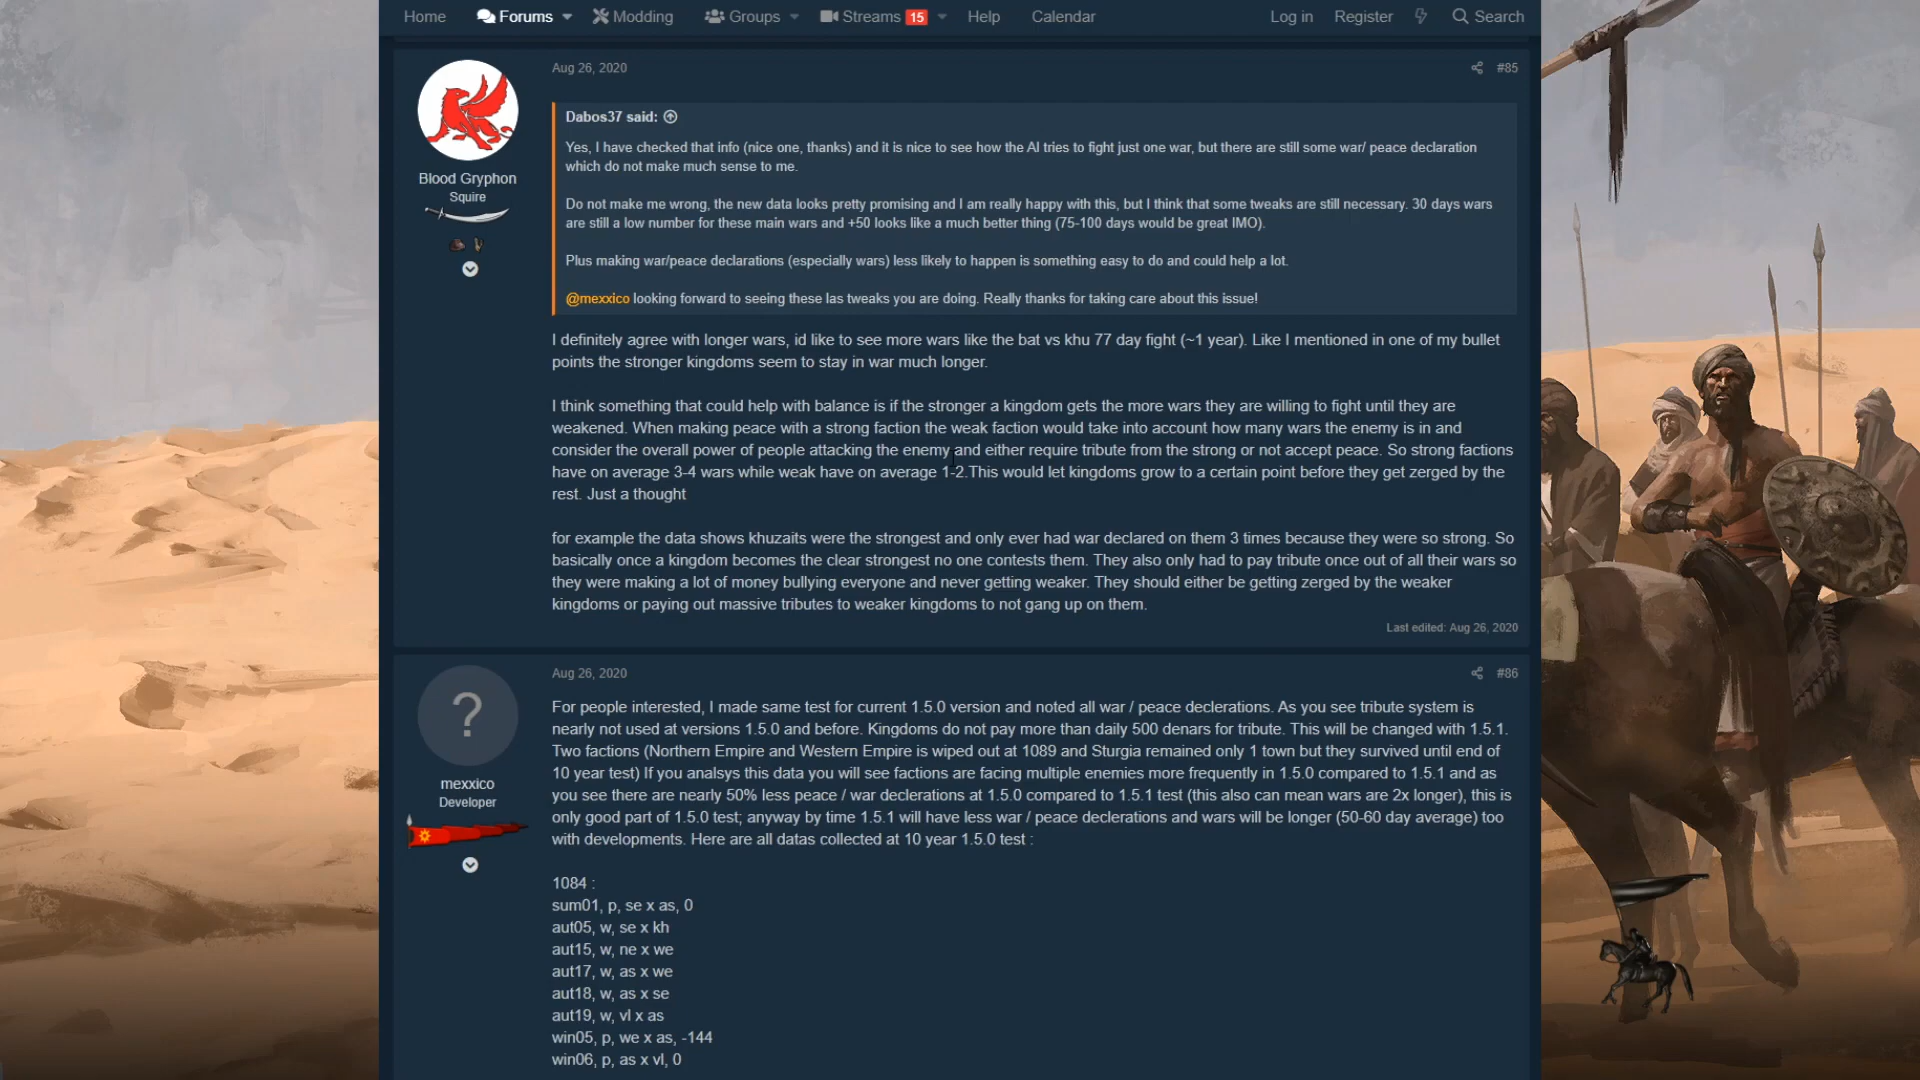 Home Forums Modding Groups Streams 15 Help Calendar Log in Register Search
Aug 26, 2020 #85
Blood Gryphon
Squire
Dabos37 said:
Yes, I have checked that info (nice one, thanks) and it is nice to see how the AI tries to fight just one war, but there are still some war/ peace declaration
which do not make much sense to me.
Do not make me wrong, the new data looks pretty promising and I am really happy with this, but I think that some tweaks are still necessary. 30 days wars
are still a low number for these main wars and +50 looks like a much better thing (75-100 days would be great IMO).
Plus making war/peace declarations (especially wars) less likely to happen is something easy to do and could help a lot.
@mexxico looking forward to seeing these las tweaks you are doing. Really thanks for taking care about this issue!
I definitely agree with longer wars, id like to see more wars like the bat vs khu 77 day fight (~1 year). Like I mentioned in one of my bullet
points the stronger kingdoms seem to stay in war much longer.
I think something that could help with balance is if the stronger a kingdom gets the more wars they are willing to fight until they are
weakened. When making peace with a strong faction the weak faction would take into account how many wars the enemy is in and
consider the overall power of people attacking the enemy and either require tribute from the strong or not accept peace. So strong factions
have on average 3-4 wars while weak have on average 1-2.This would let kingdoms grow to a certain point before they get zerged by the
rest. Just a thought
for example the data shows khuzaits were the strongest and only ever had war declared on them 3 times because they were so strong. So
basically once a kingdom becomes the clear strongest no one contests them. They also only had to pay tribute once out of all their wars so
they were making a lot of money bullying everyone and never getting weaker. They should either be getting zerged by the weaker
kingdoms or paying out massive tributes to weaker kingdoms to not gang up on them.
Last edited: Aug 26, 2020
Aug 26, 2020 #86
?
mexxico
Developer
For people interested, I made same test for current 1.5.0 version and noted all war / peace declerations. As you see tribute system is
nearly not used at versions 1.5.0 and before. Kingdoms do not pay more than daily 500 denars for tribute. This will be changed with 1.5.1.
Two factions (Northern Empire and Western Empire is wiped out at 1089 and Sturgia remained only 1 town but they survived until end of
10 year test) If you analsys this data you will see factions are facing multiple enemies more frequently in 1.5.0 compared to 1.5.1 and as
you see there are nearly 50% less peace / war declerations at 1.5.0 compared to 1.5.1 test (this also can mean wars are 2x longer), this is
only good part of 1.5.0 test; anyway by time 1.5.1 will have less war / peace declerations and wars will be longer (50-60 day average) too
with developments. Here are all datas collected at 10 year 1.5.0 test :
1084 :
sum01, p, se x as, 0
aut05, w, se x kh
aut15, w, ne x we
aut17, w, as x we
aut18, w, as x se
aut19, w, vl x as
win05, p, we x as, -144
win06, p, as x vl, 0